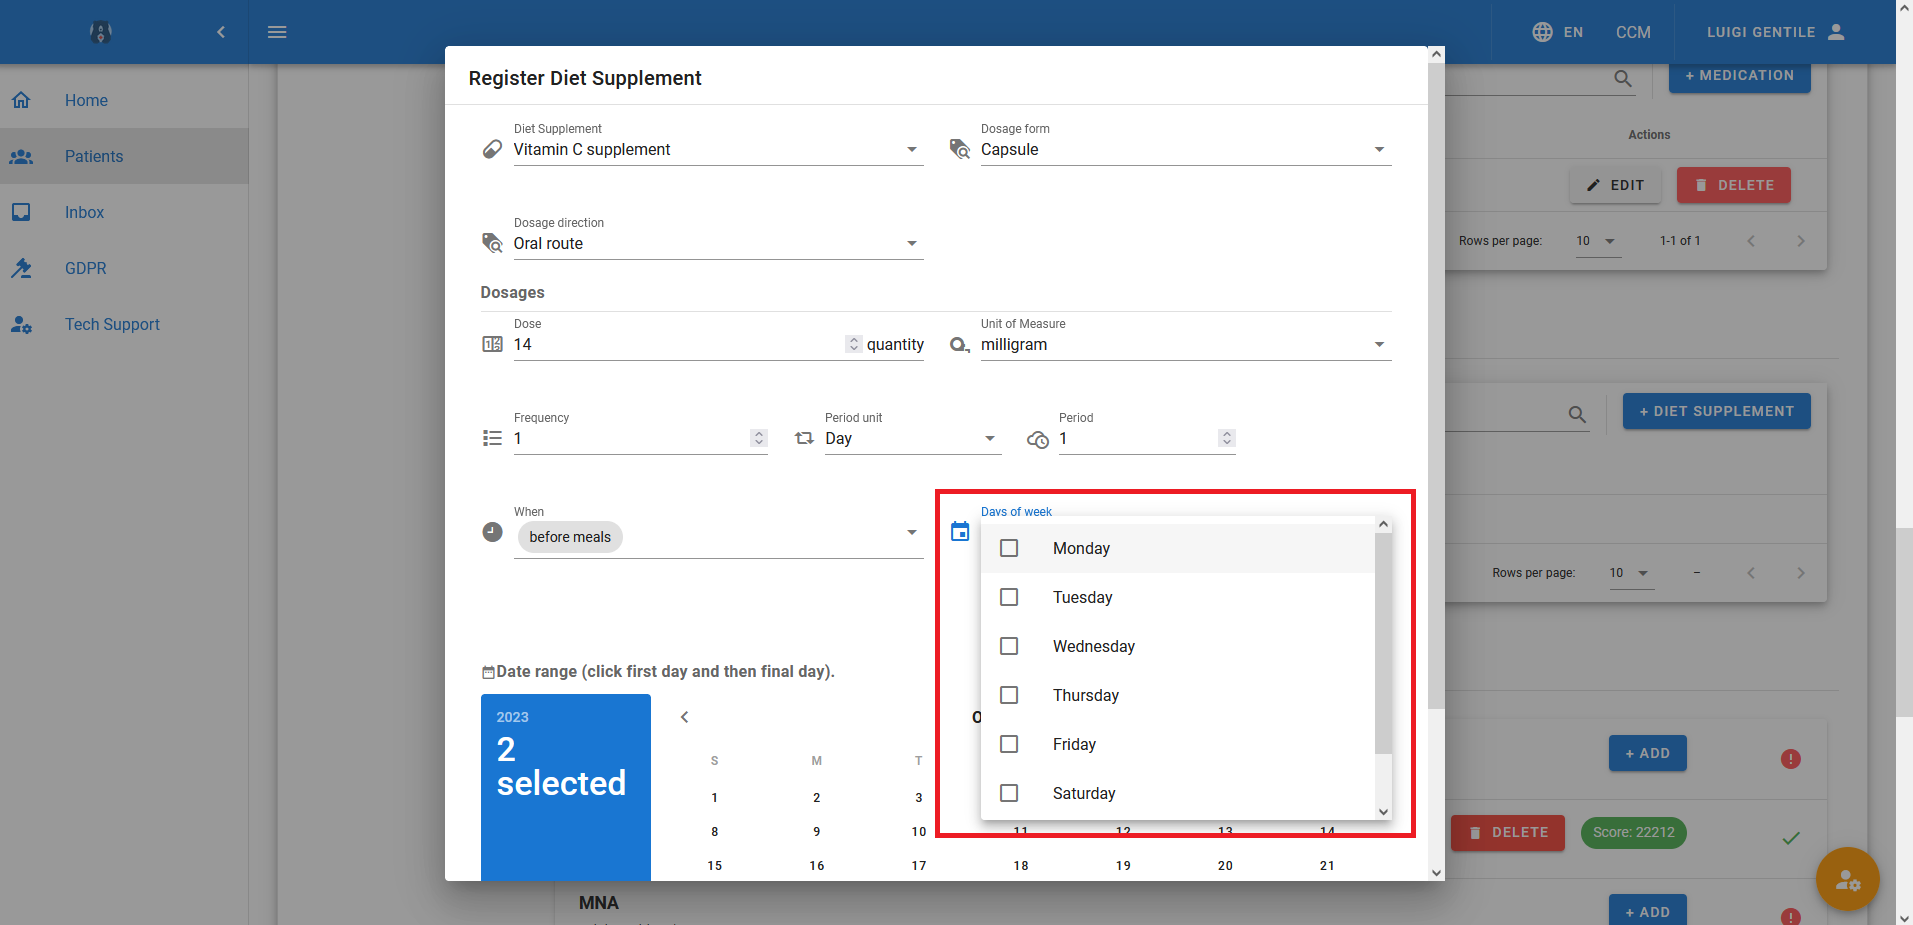 EN
CCM
LUIGI GENTILE
Home
Patients
Inbox
GDPR
Tech Support
Register Diet Supplement
Diet Supplement
Vitamin C supplement
Dosage form
Capsule
Dosage direction
Oral route
Dosages
Dose
14
quantity
Unit of Measure
milligram
Frequency
1
Period unit
Day
Period
1
When
before meals
Days of week
Monday
Tuesday
Wednesday
Thursday
Friday
Saturday
Date range (click first day and then final day).
2023
2
selected
S M T
1 2 3
8 9 10 11 12 13 14
15 16 17 18 19 20 21
+ MEDICATION
Actions
EDIT
DELETE
Rows per page: 10 1-1 of 1
+ DIET SUPPLEMENT
Rows per page: 10 –
+ ADD
DELETE
Score: 22212
MNA
+ ADD